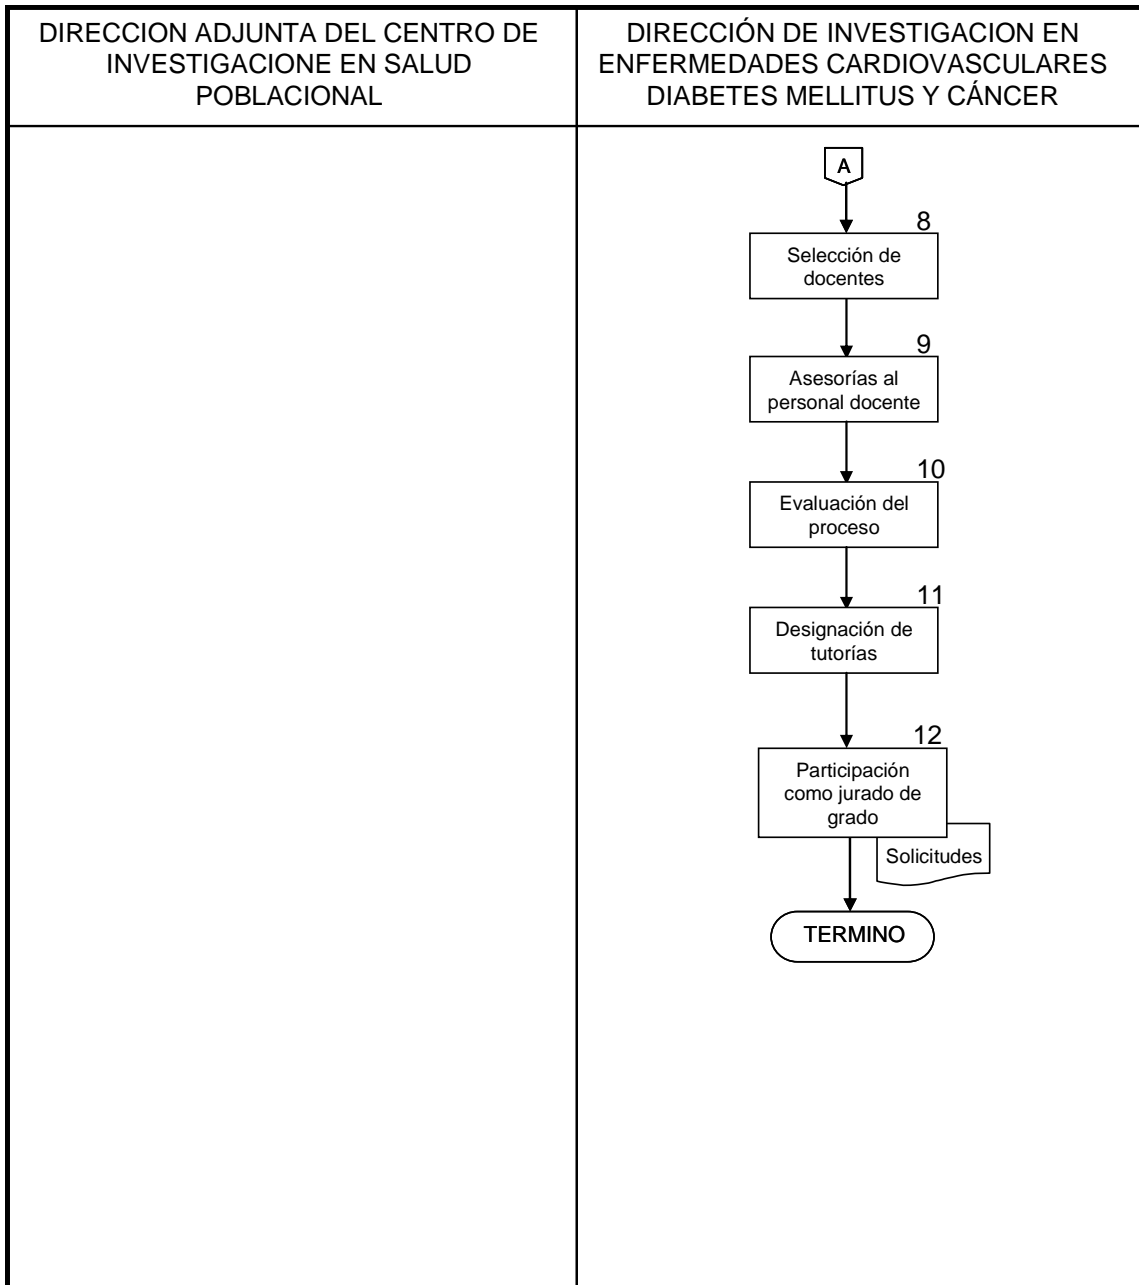 DIRECCION ADJUNTA DEL CENTRO DE
INVESTIGACIONE EN SALUD
POBLACIONAL
DIRECCIÓN DE INVESTIGACION EN
ENFERMEDADES CARDIOVASCULARES
DIABETES MELLITUS Y CÁNCER
A
8
Selección de
docentes
9
Asesorías al
personal docente
10
Evaluación del
proceso
11
Designación de
tutorías
12
Participación
como jurado de
grado
Solicitudes
TERMINO